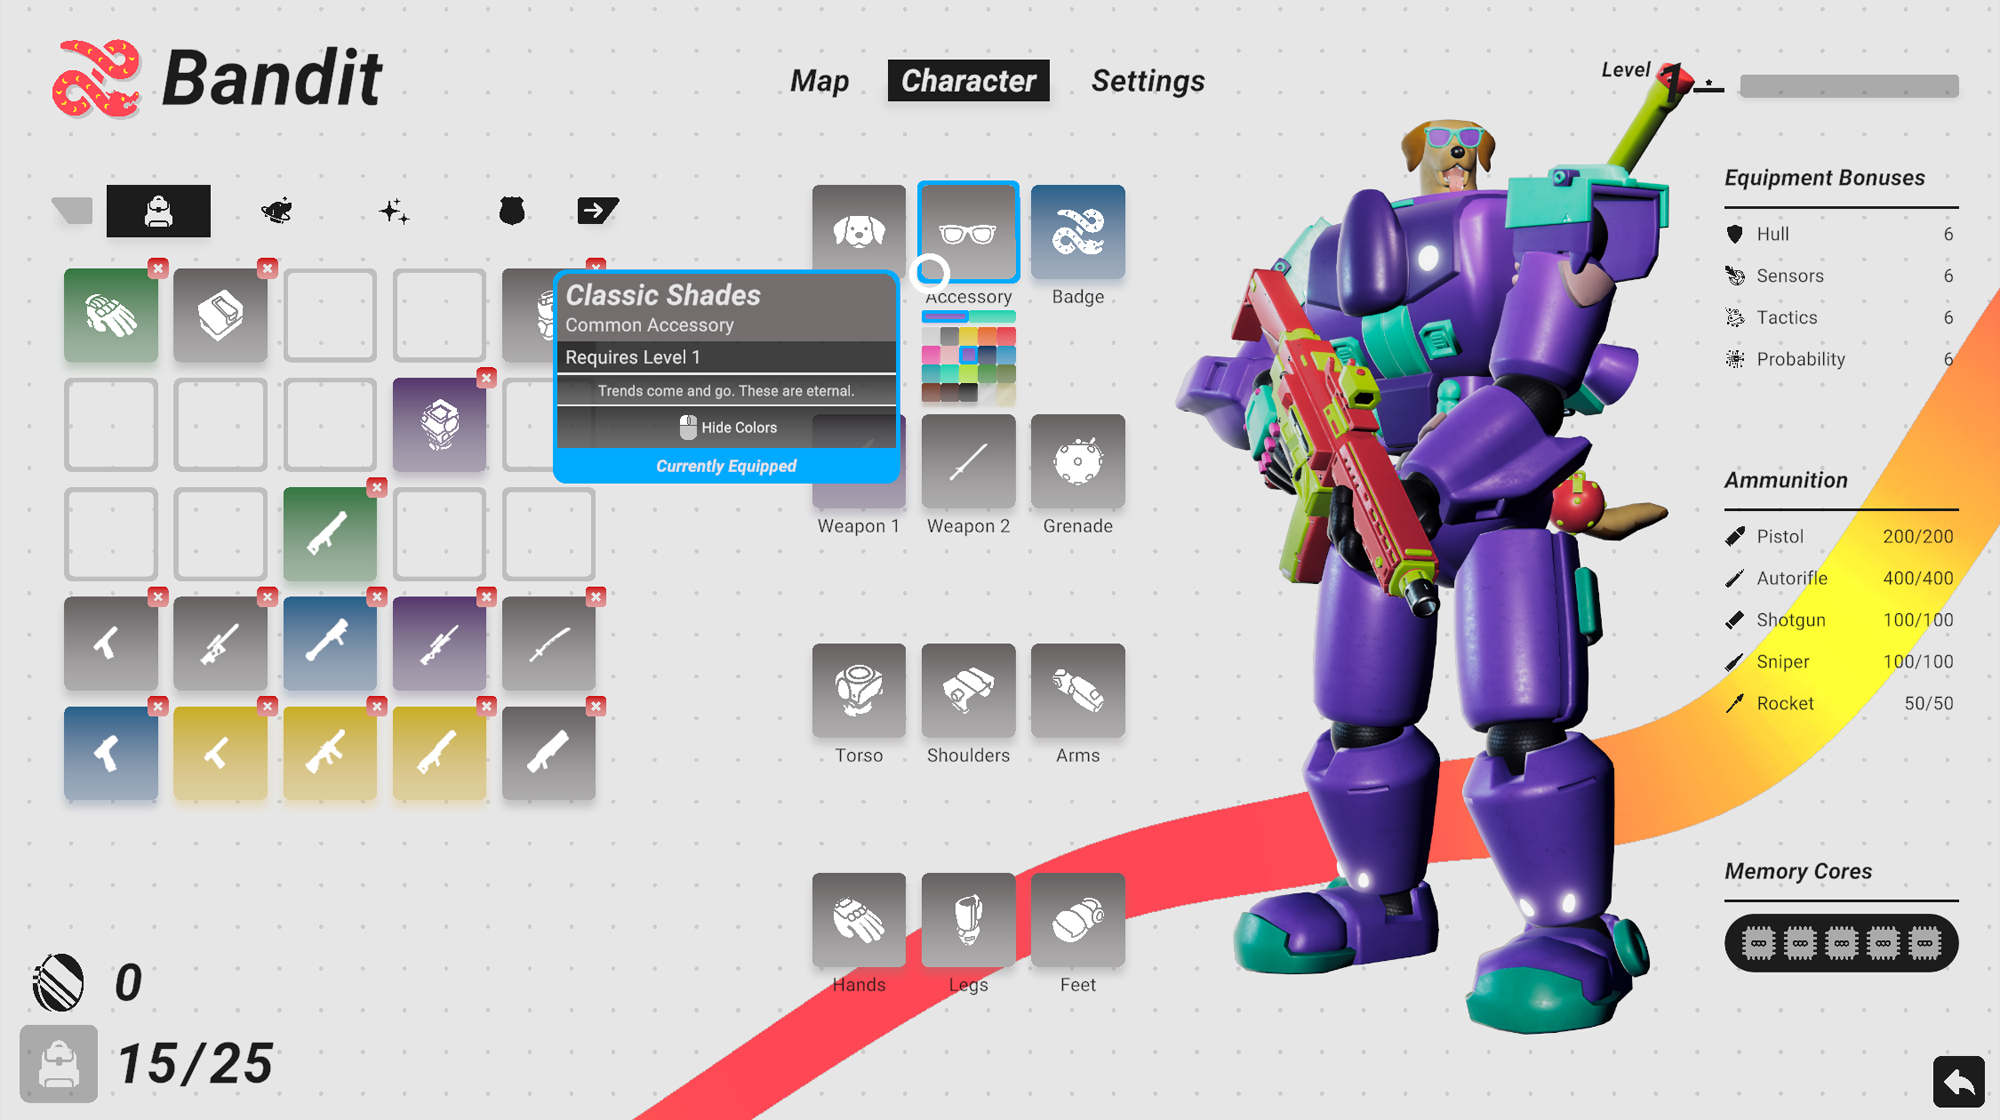 Bandit
Map
Character
Settings
Level 1
Classic Shades
Common Accessory
Requires Level 1
Trends come and go. These are eternal.
Hide Colors
Currently Equipped
Accessory
Badge
Weapon 1
Weapon 2
Grenade
Torso
Shoulders
Arms
Hands
Legs
Feet
Equipment Bonuses
Hull 6
Sensors 6
Tactics 6
Probability 6
Ammunition
Pistol 200/200
Autorifle 400/400
Shotgun 100/100
Sniper 100/100
Rocket 50/50
Memory Cores
0
15/25